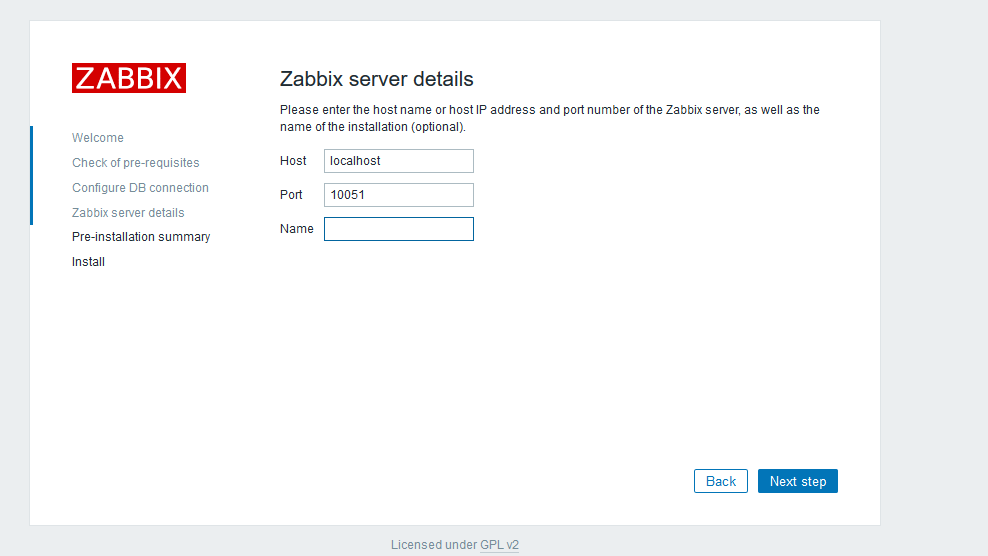 ZABBIX
Welcome
Check of pre-requisites
Configure DB connection
Zabbix server details
Pre-installation summary
Install
Zabbix server details
Please enter the host name or host IP address and port number of the Zabbix server, as well as the
name of the installation (optional).
Host localhost
Port 10051
Name
Back Next step
Licensed under GPL v2